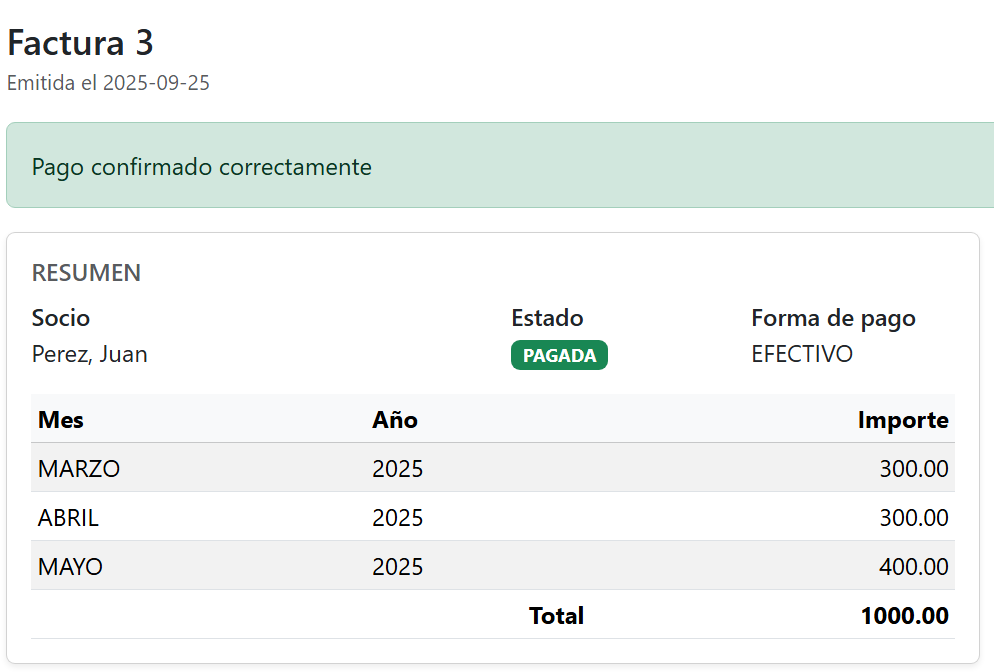 Factura 3
Emitida el 2025-09-25
Pago confirmado correctamente
RESUMEN
Socio Estado Forma de pago
Perez, Juan PAGADA EFECTIVO
Mes Año Importe
MARZO 2025 300.00
ABRIL 2025 300.00
MAYO 2025 400.00
Total 1000.00